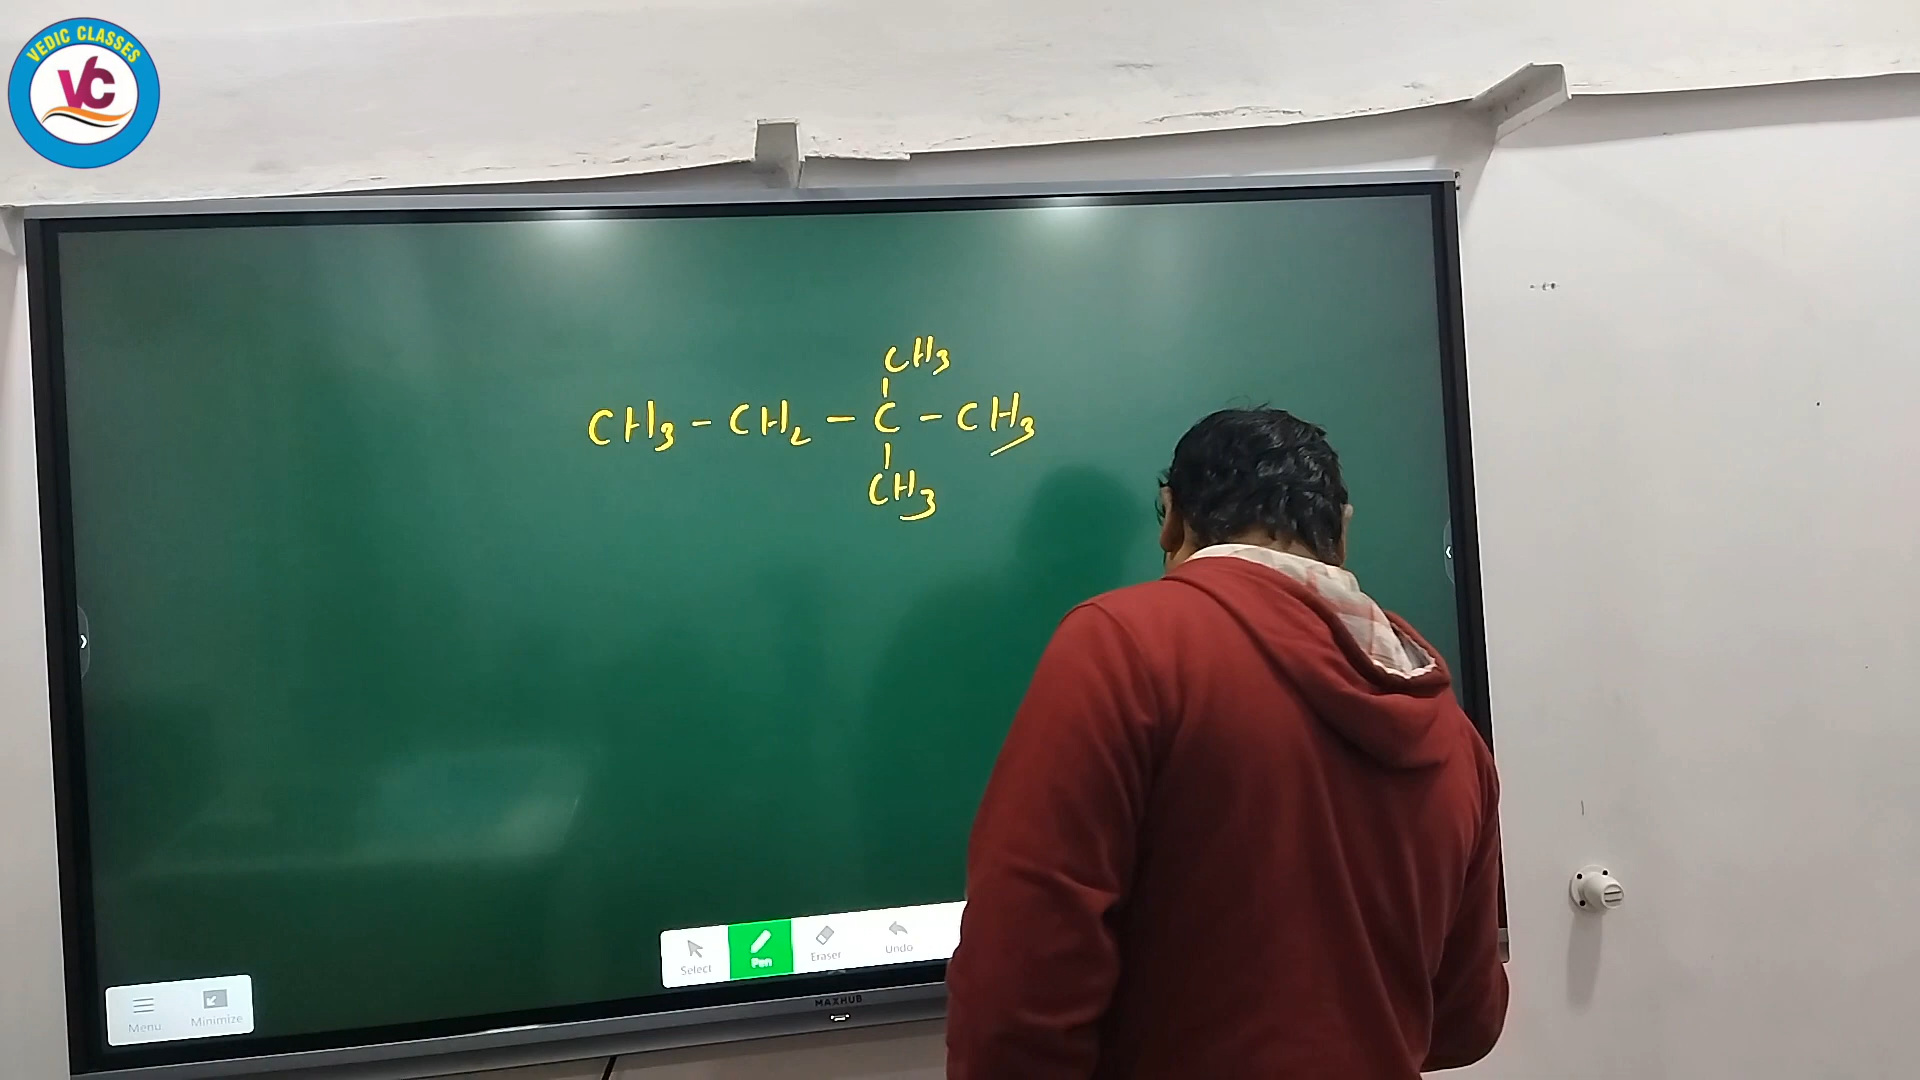 VEDIC CLASSES
VC
CH3
CH3 - CH2 - C - CH3
CH3
Select
Pen
Eraser
Undo
Menu
Minimize
MAXHUB